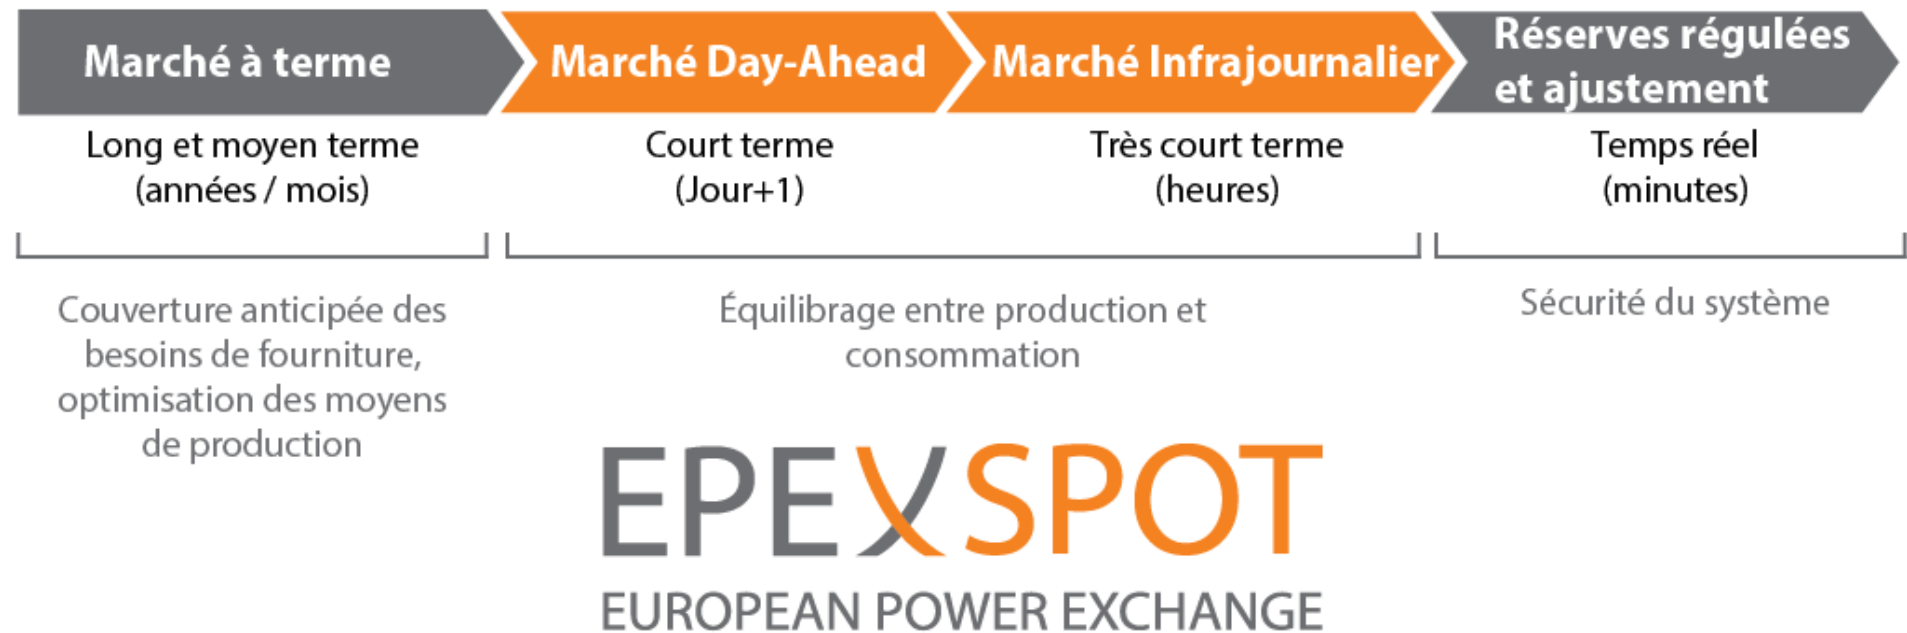 Marché à terme
Marché Day-Ahead
Marché Infrajournalier
Réserves régulées
et ajustement
Long et moyen terme
(années / mois)
Court terme
(Jour+1)
Très court terme
(heures)
Temps réel
(minutes)
Couverture anticipée des
besoins de fourniture,
optimisation des moyens
de production
Équilibrage entre production et
consommation
Sécurité du système
EPEXSPOT
EUROPEAN POWER EXCHANGE